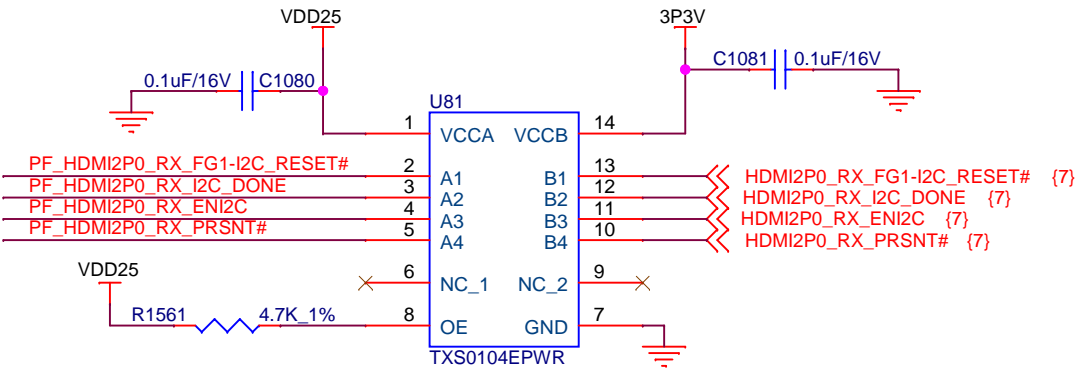 VDD25
3P3V
0.1uF/16V C1080
C1081 0.1uF/16V
U81
1 VCCA VCCB 14
PF_HDMI2P0_RX_FG1-I2C_RESET# 2 A1 B1 13 HDMI2P0_RX_FG1-I2C_RESET# {7}
PF_HDMI2P0_RX_I2C_DONE 3 A2 B2 12 HDMI2P0_RX_I2C_DONE {7}
PF_HDMI2P0_RX_ENI2C 4 A3 B3 11 HDMI2P0_RX_ENI2C {7}
PF_HDMI2P0_RX_PRSNT# 5 A4 B4 10 HDMI2P0_RX_PRSNT# {7}
VDD25
6 NC_1 NC_2 9
R1561 4.7K_1% 8 OE GND 7
TXS0104EPWR